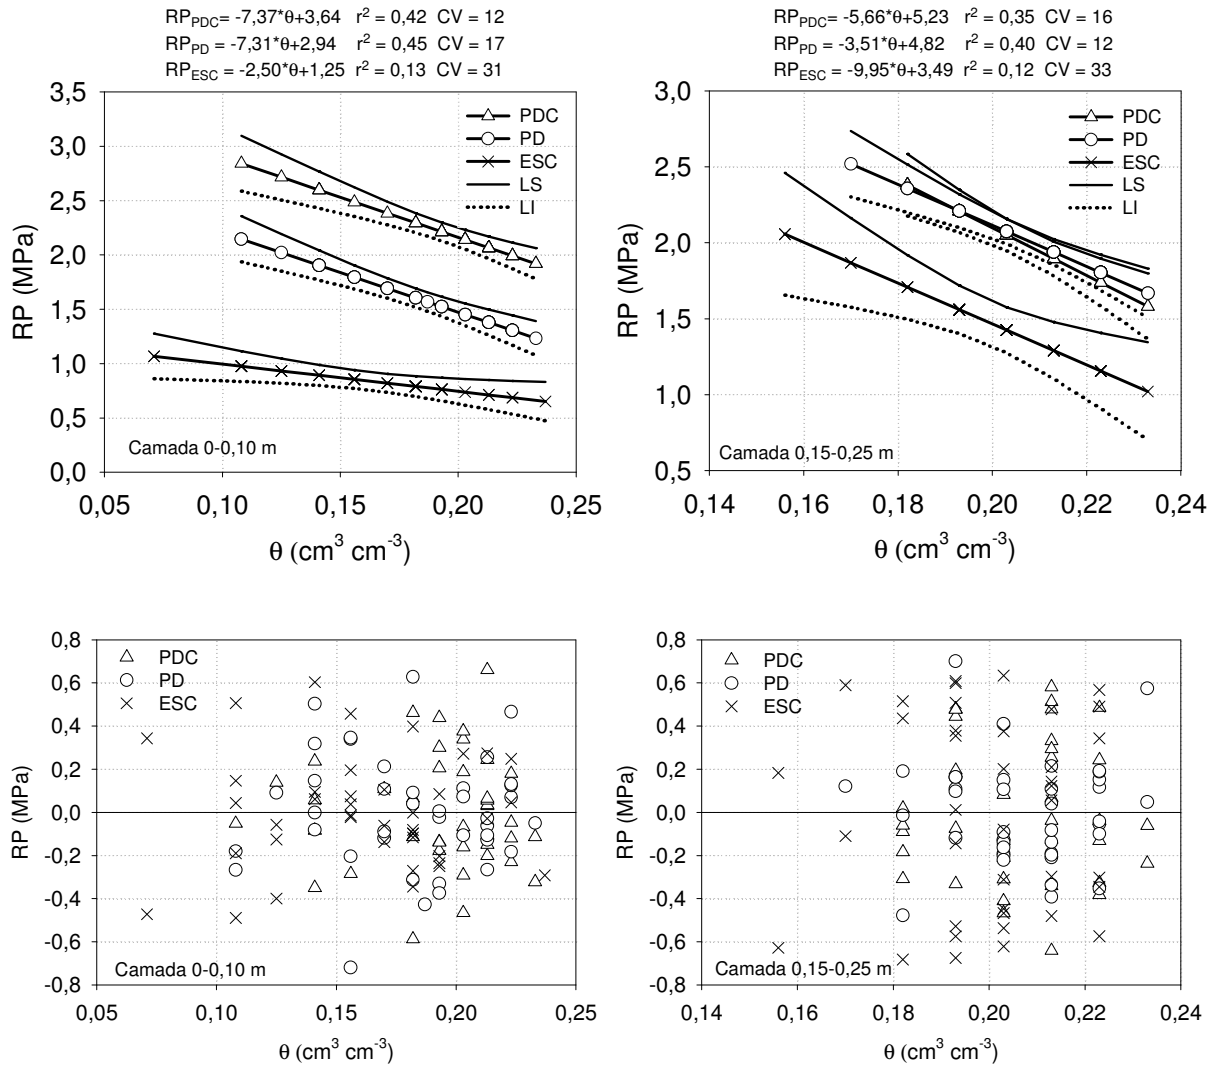 RP_PDC= -7,37*θ+3,64 r² = 0,42 CV = 12
RP_PD = -7,31*θ+2,94 r² = 0,45 CV = 17
RP_ESC = -2,50*θ+1,25 r² = 0,13 CV = 31
3,5
3,0
2,5
2,0
1,5
1,0
0,5
0,0
RP (MPa)
PDC
PD
ESC
LS
LI
Camada 0-0,10 m
0,05 0,10 0,15 0,20 0,25
θ (cm³ cm⁻³)
RP_PDC= -5,66*θ+5,23 r² = 0,35 CV = 16
RP_PD = -3,51*θ+4,82 r² = 0,40 CV = 12
RP_ESC = -9,95*θ+3,49 r² = 0,12 CV = 33
3,0
2,5
2,0
1,5
1,0
0,5
RP (MPa)
PDC
PD
ESC
LS
LI
Camada 0,15-0,25 m
0,14 0,16 0,18 0,20 0,22 0,24
θ (cm³ cm⁻³)
0,8
0,6
0,4
0,2
0,0
-0,2
-0,4
-0,6
-0,8
RP (MPa)
PDC
PD
ESC
Camada 0-0,10 m
0,05 0,10 0,15 0,20 0,25
θ (cm³ cm⁻³)
0,8
0,6
0,4
0,2
0,0
-0,2
-0,4
-0,6
-0,8
RP (MPa)
PDC
PD
ESC
Camada 0,15-0,25 m
0,14 0,16 0,18 0,20 0,22 0,24
θ (cm³ cm⁻³)